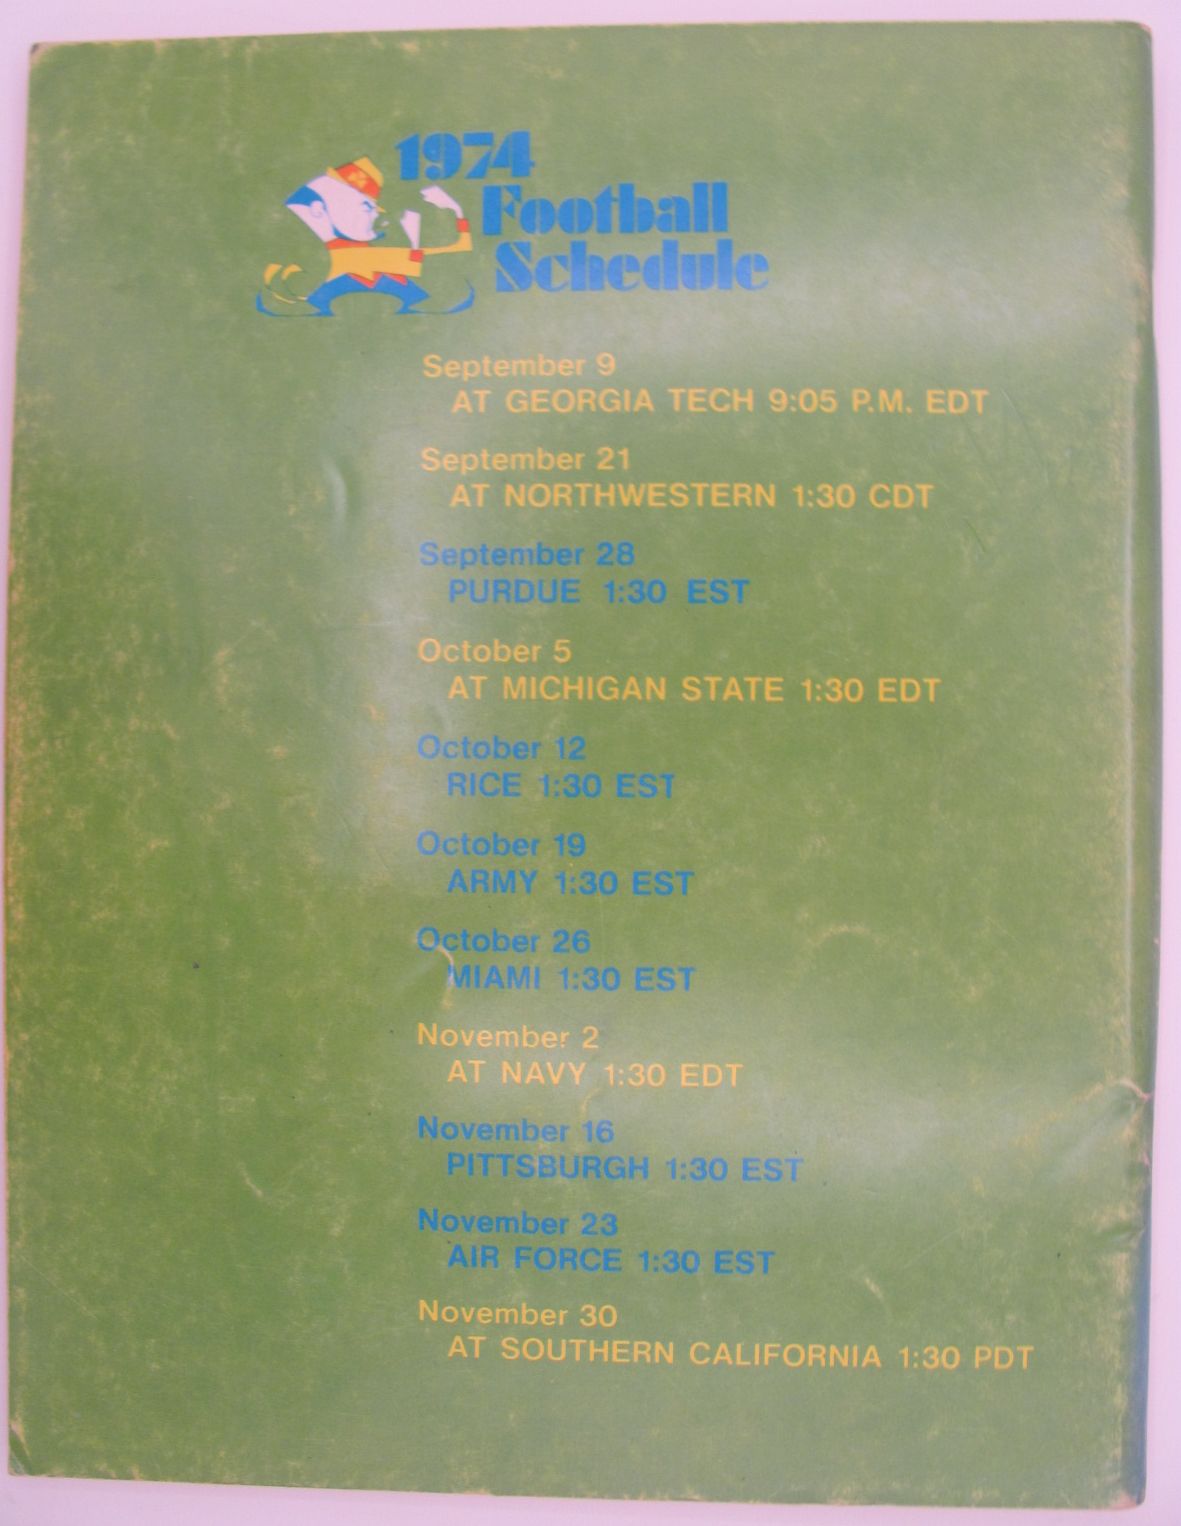 1974
Football
Schedule
September 9
AT GEORGIA TECH 9:05 P.M. EDT
September 21
AT NORTHWESTERN 1:30 CDT
September 28
PURDUE 1:30 EST
October 5
AT MICHIGAN STATE 1:30 EDT
October 12
RICE 1:30 EST
October 19
ARMY 1:30 EST
October 26
MIAMI 1:30 EST
November 2
AT NAVY 1:30 EDT
November 16
PITTSBURGH 1:30 EST
November 23
AIR FORCE 1:30 EST
November 30
AT SOUTHERN CALIFORNIA 1:30 PDT